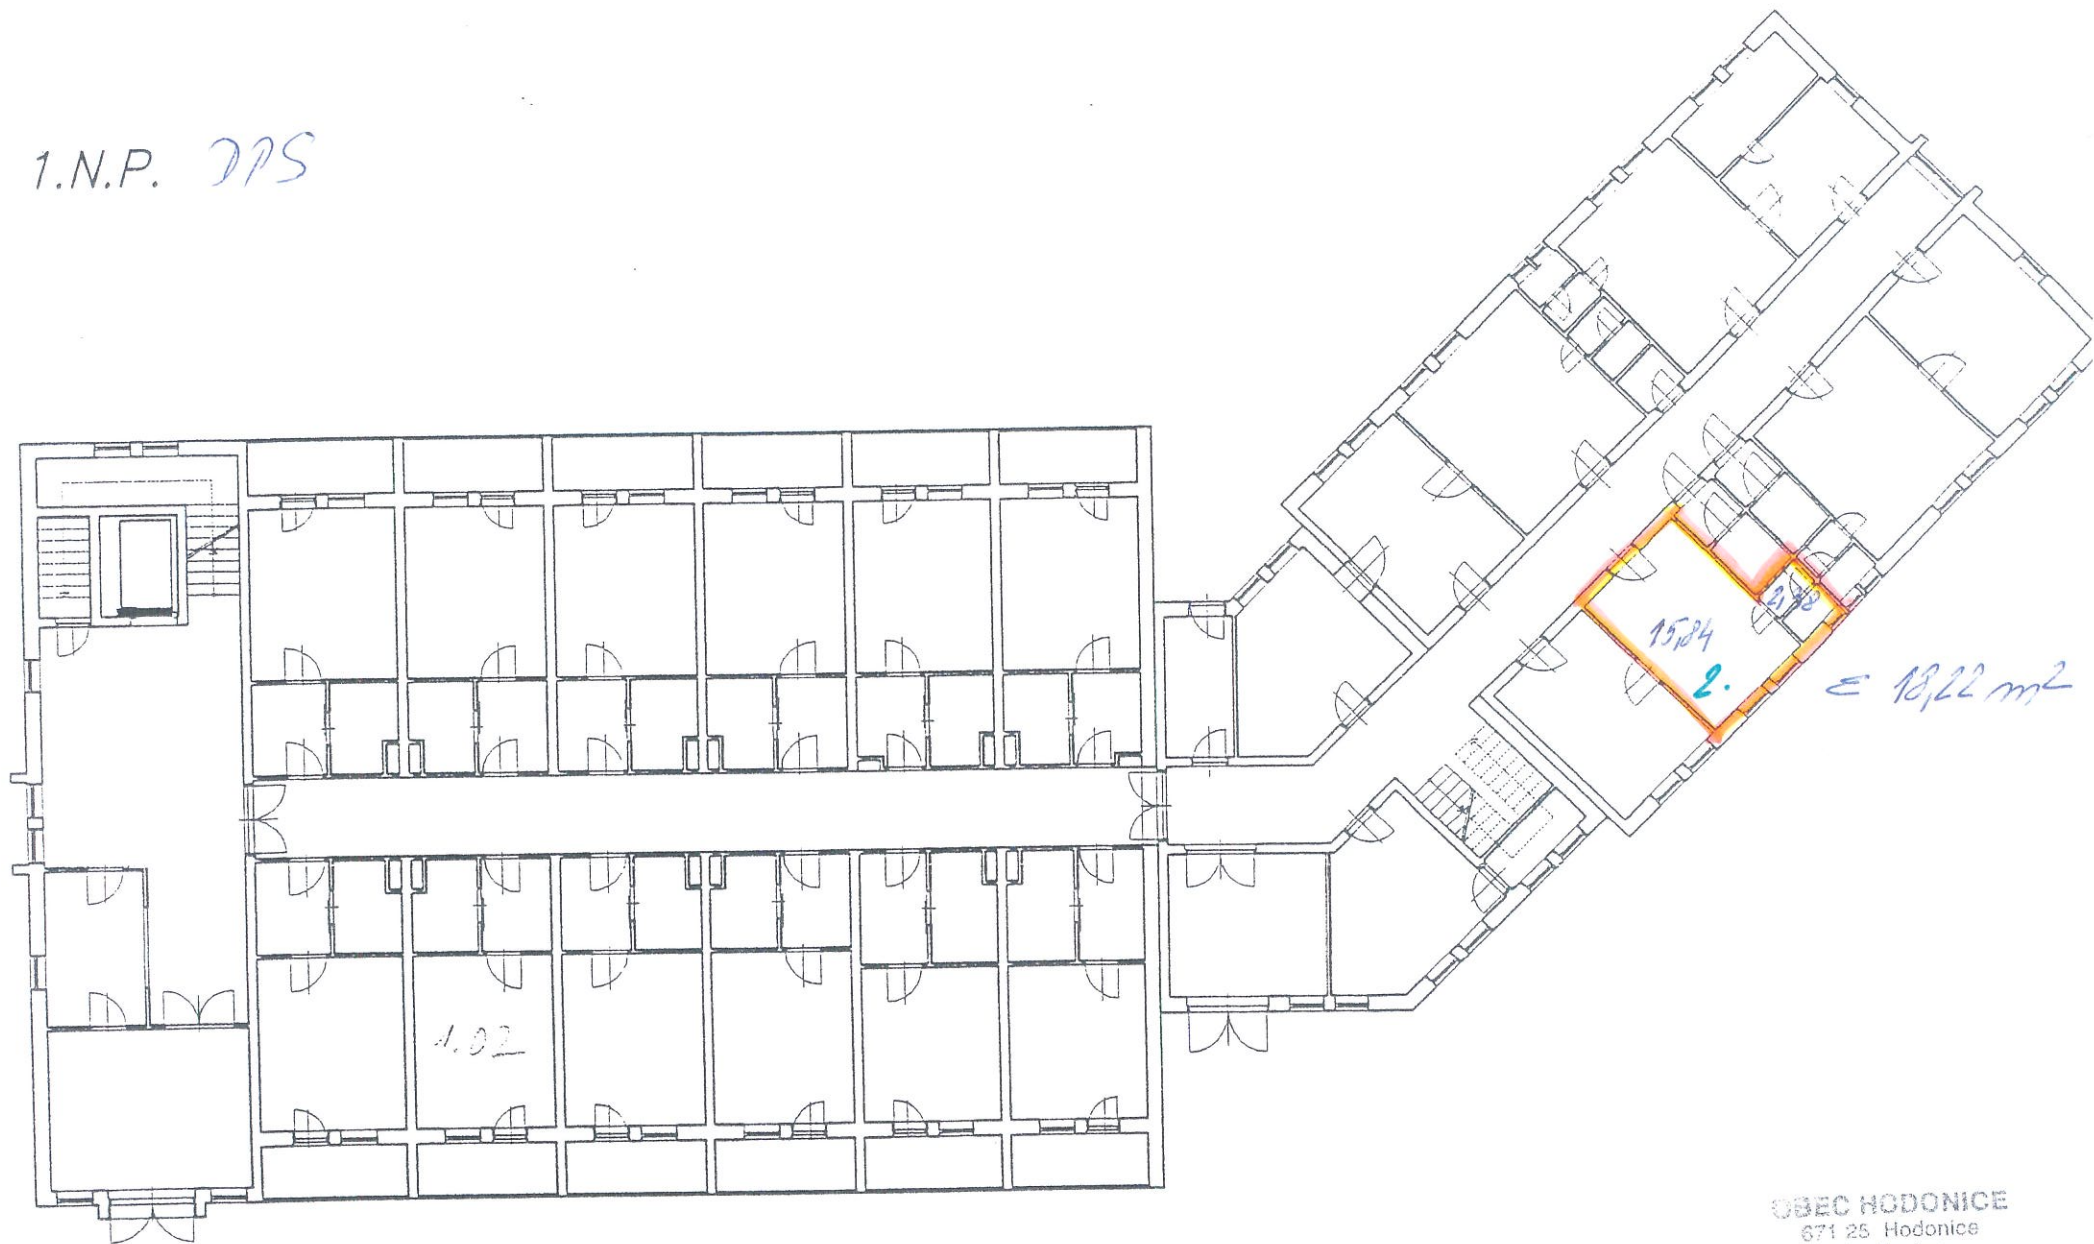 1.N.P. DPS
2,38
15,84
2.
Σ 18,22 m²
1.02
OBEC HODONICE
671 25 Hodonice